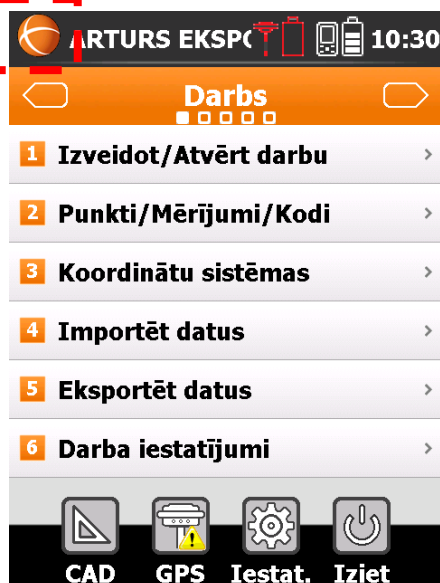 ARTURS EKSPO 10:30
Darbs
1 Izveidot/Atvērt darbu
2 Punkti/Mērījumi/Kodi
3 Koordinātu sistēmas
4 Importēt datus
5 Eksportēt datus
6 Darba iestatījumi
CAD GPS Iestat. Iziet